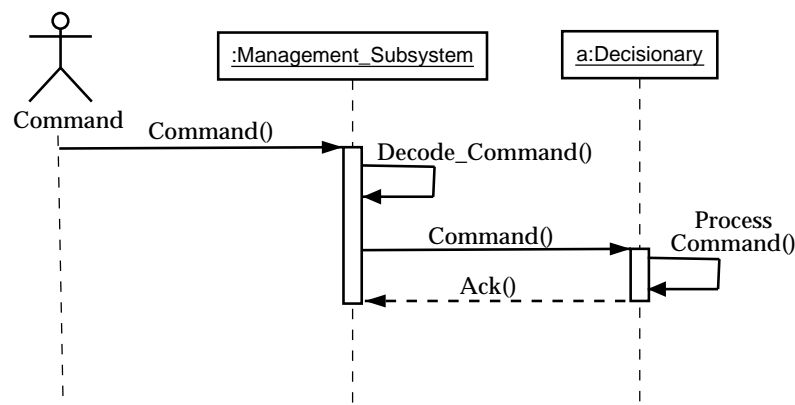 :Management_Subsystem
a:Decisionary
Command
Command()
Decode_Command()
Command()
Process
Command()
Ack()